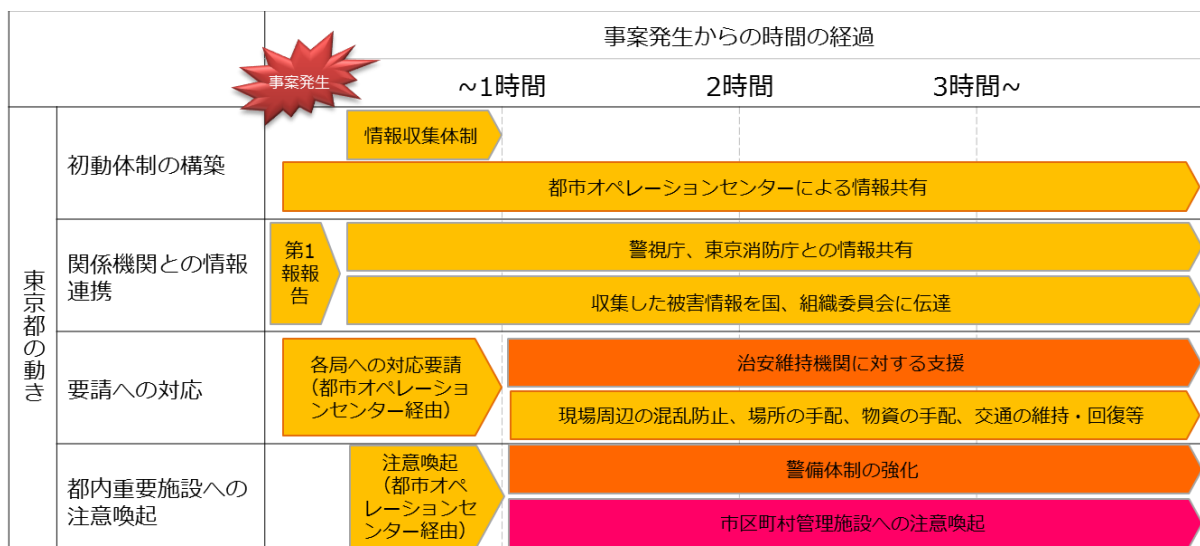 事案発生からの時間の経過
事案発生
~1時間
2時間
3時間~
東京都の動き
初動体制の構築
情報収集体制
都市オペレーションセンターによる情報共有
関係機関との情報
連携
第1
報報
告
警視庁、東京消防庁との情報共有
収集した被害情報を国、組織委員会に伝達
要請への対応
各局への対応要請
（都市オペレーショ
ンセンター経由）
治安維持機関に対する支援
現場周辺の混乱防止、場所の手配、物資の手配、交通の維持・回復等
都内重要施設への
注意喚起
注意喚起
（都市オペ
レーションセ
ンター経由）
警備体制の強化
市区町村管理施設への注意喚起